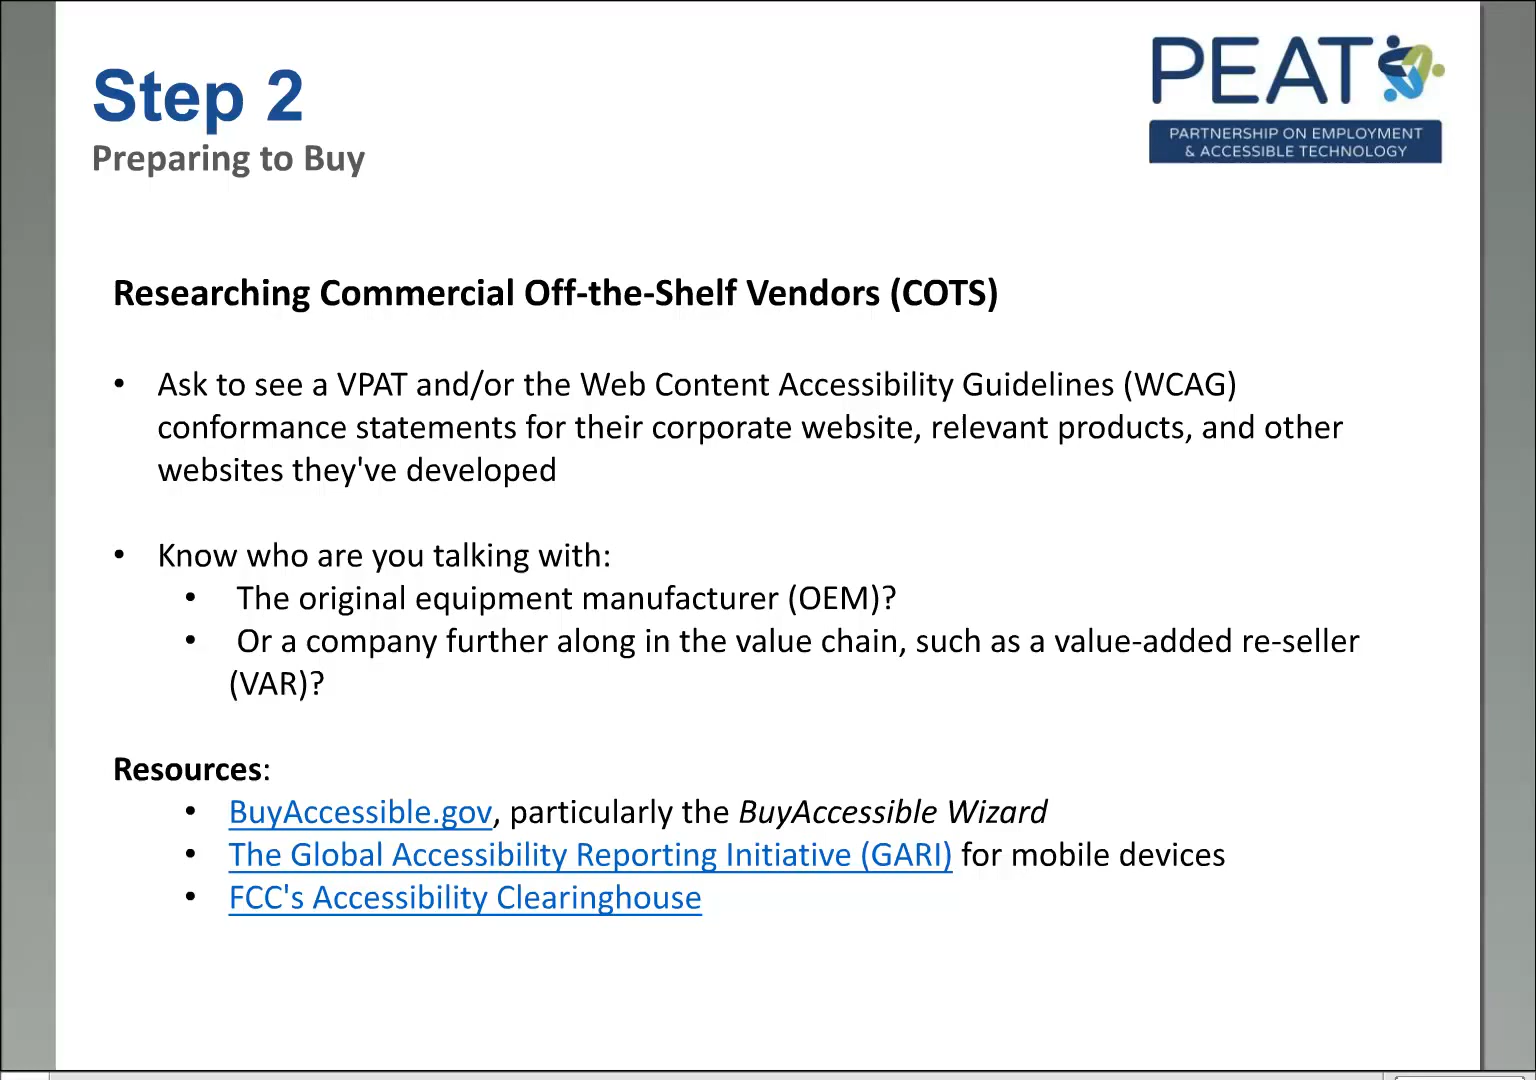 Step 2
Preparing to Buy
PEAT
PARTNERSHIP ON EMPLOYMENT
& ACCESSIBLE TECHNOLOGY
Researching Commercial Off-the-Shelf Vendors (COTS)
• Ask to see a VPAT and/or the Web Content Accessibility Guidelines (WCAG)
conformance statements for their corporate website, relevant products, and other
websites they've developed
• Know who are you talking with:
• The original equipment manufacturer (OEM)?
• Or a company further along in the value chain, such as a value-added re-seller
(VAR)?
Resources:
• BuyAccessible.gov, particularly the BuyAccessible Wizard
• The Global Accessibility Reporting Initiative (GARI) for mobile devices
• FCC's Accessibility Clearinghouse